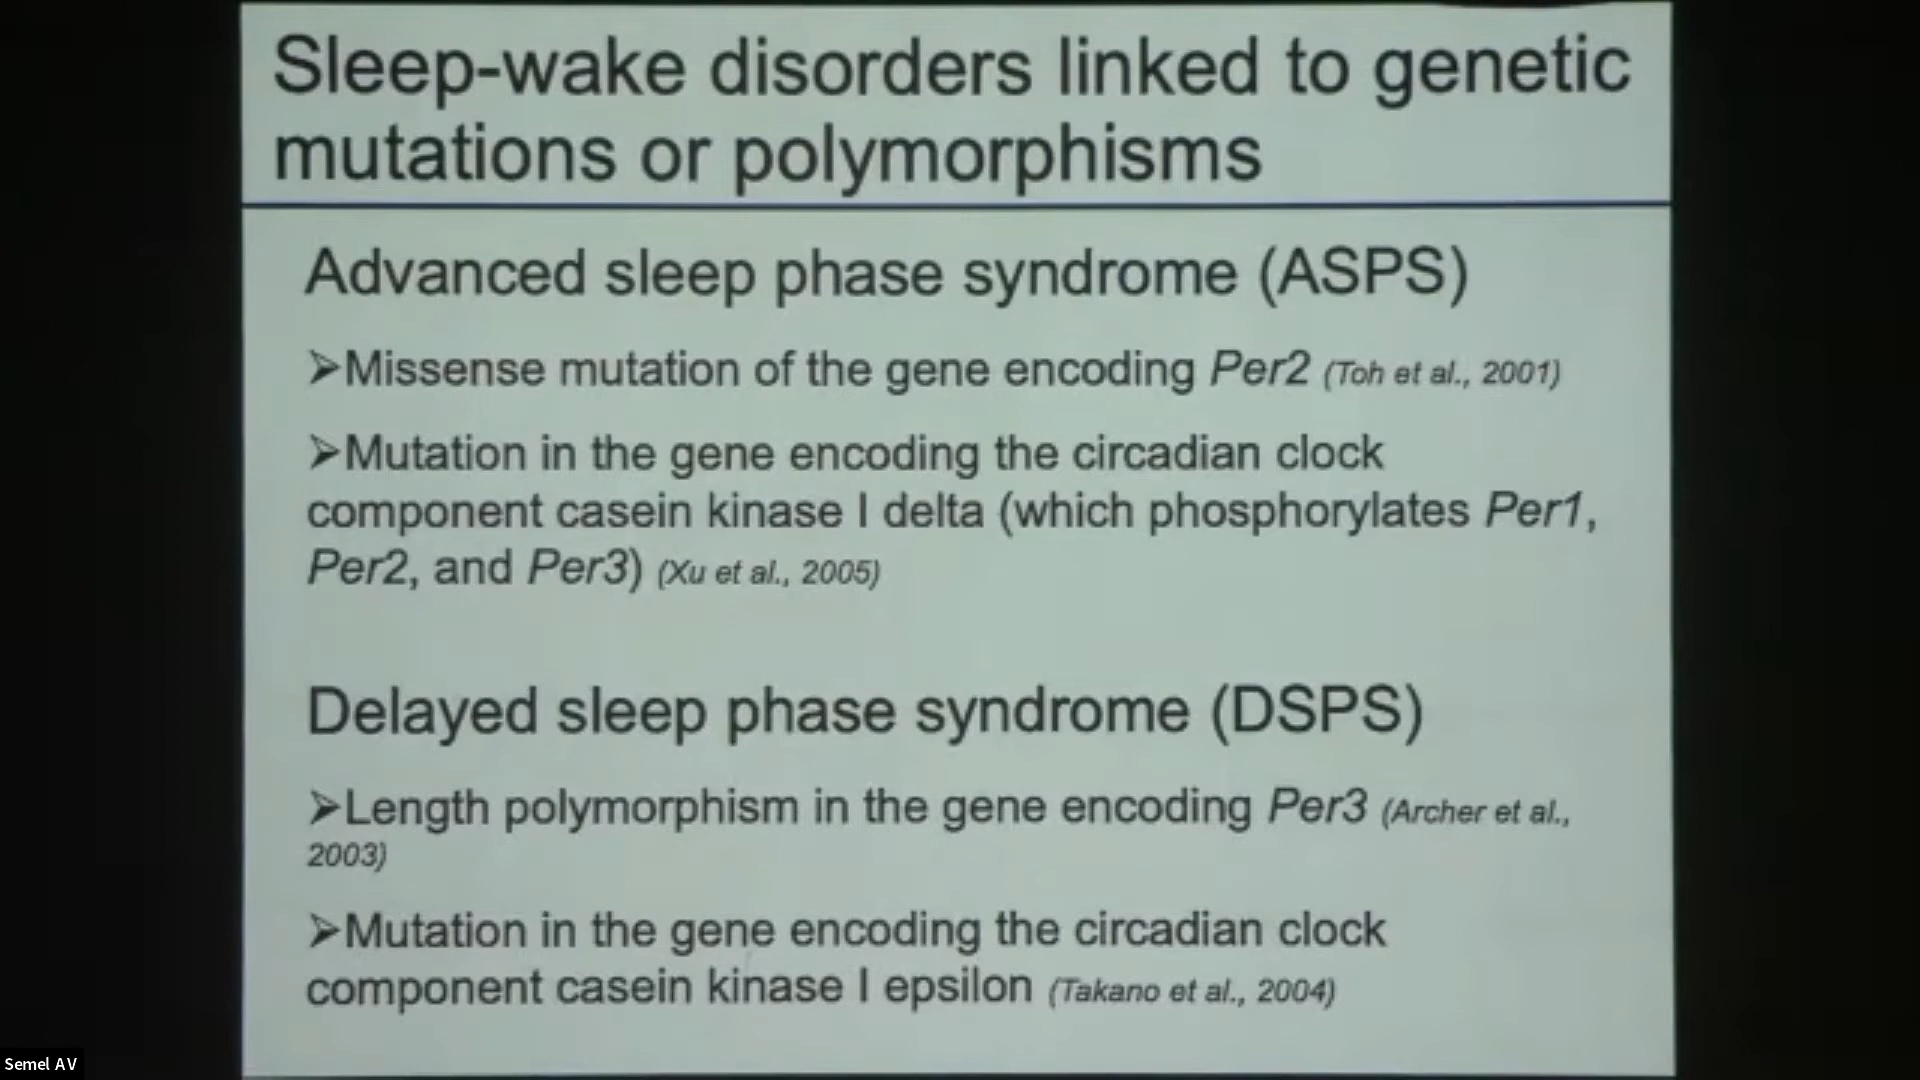 Sleep-wake disorders linked to genetic
mutations or polymorphisms
Advanced sleep phase syndrome (ASPS)
➢Missense mutation of the gene encoding Per2 (Toh et al., 2001)
➢Mutation in the gene encoding the circadian clock
component casein kinase I delta (which phosphorylates Per1,
Per2, and Per3) (Xu et al., 2005)
Delayed sleep phase syndrome (DSPS)
➢Length polymorphism in the gene encoding Per3 (Archer et al.,
2003)
➢Mutation in the gene encoding the circadian clock
component casein kinase I epsilon (Takano et al., 2004)
Semel AV